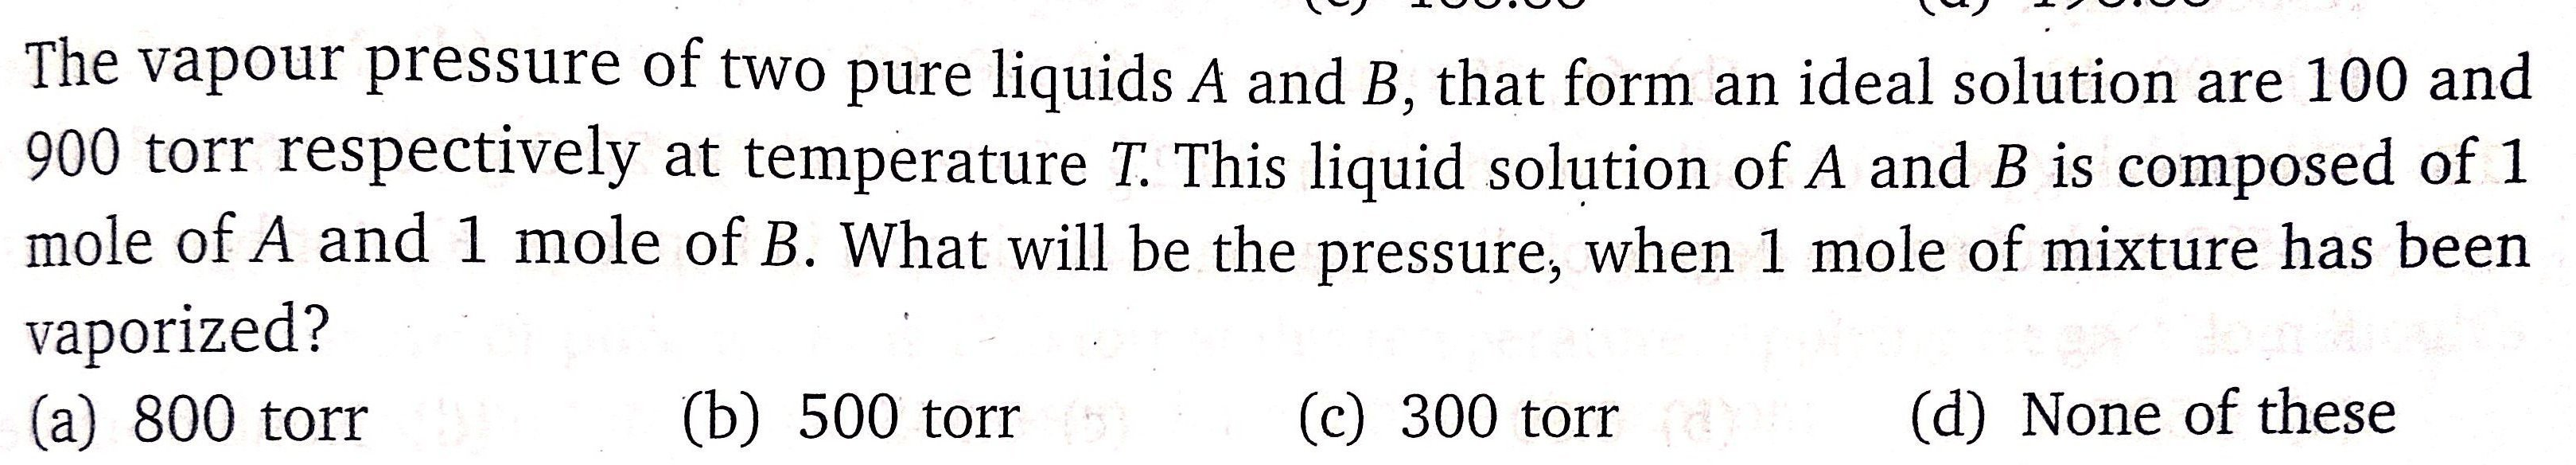 The vapour pressure of two pure liquids A and B, that form an ideal solution are 100 and
900 torr respectively at temperature T. This liquid solution of A and B is composed of 1
mole of A and 1 mole of B. What will be the pressure, when 1 mole of mixture has been
vaporized?
(a) 800 torr (b) 500 torr (c) 300 torr (d) None of these